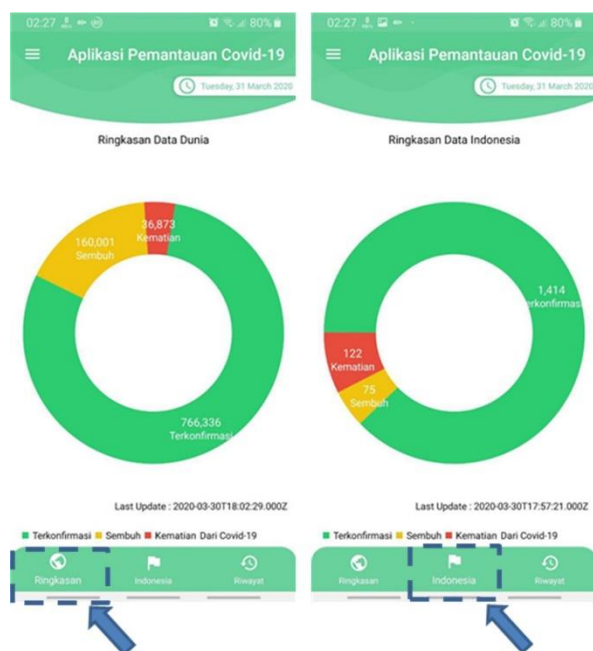 02:27
80%
Aplikasi Pemantauan Covid-19
Tuesday, 31 March 2020
Ringkasan Data Dunia
36,873
Kematian
160,001
Sembuh
766,336
Terkonfirmasi
Last Update : 2020-03-30T18:02:29.000Z
Terkonfirmasi Sembuh Kematian Dari Covid-19
Ringkasan Indonesia Riwayat
02:27
80%
Aplikasi Pemantauan Covid-19
Tuesday, 31 March 2020
Ringkasan Data Indonesia
1,414
erkonfirmas
122
Kematian
75
Sembuh
Last Update : 2020-03-30T17:57:21.000Z
Terkonfirmasi Sembuh Kematian Dari Covid-19
Ringkasan Indonesia Riwayat